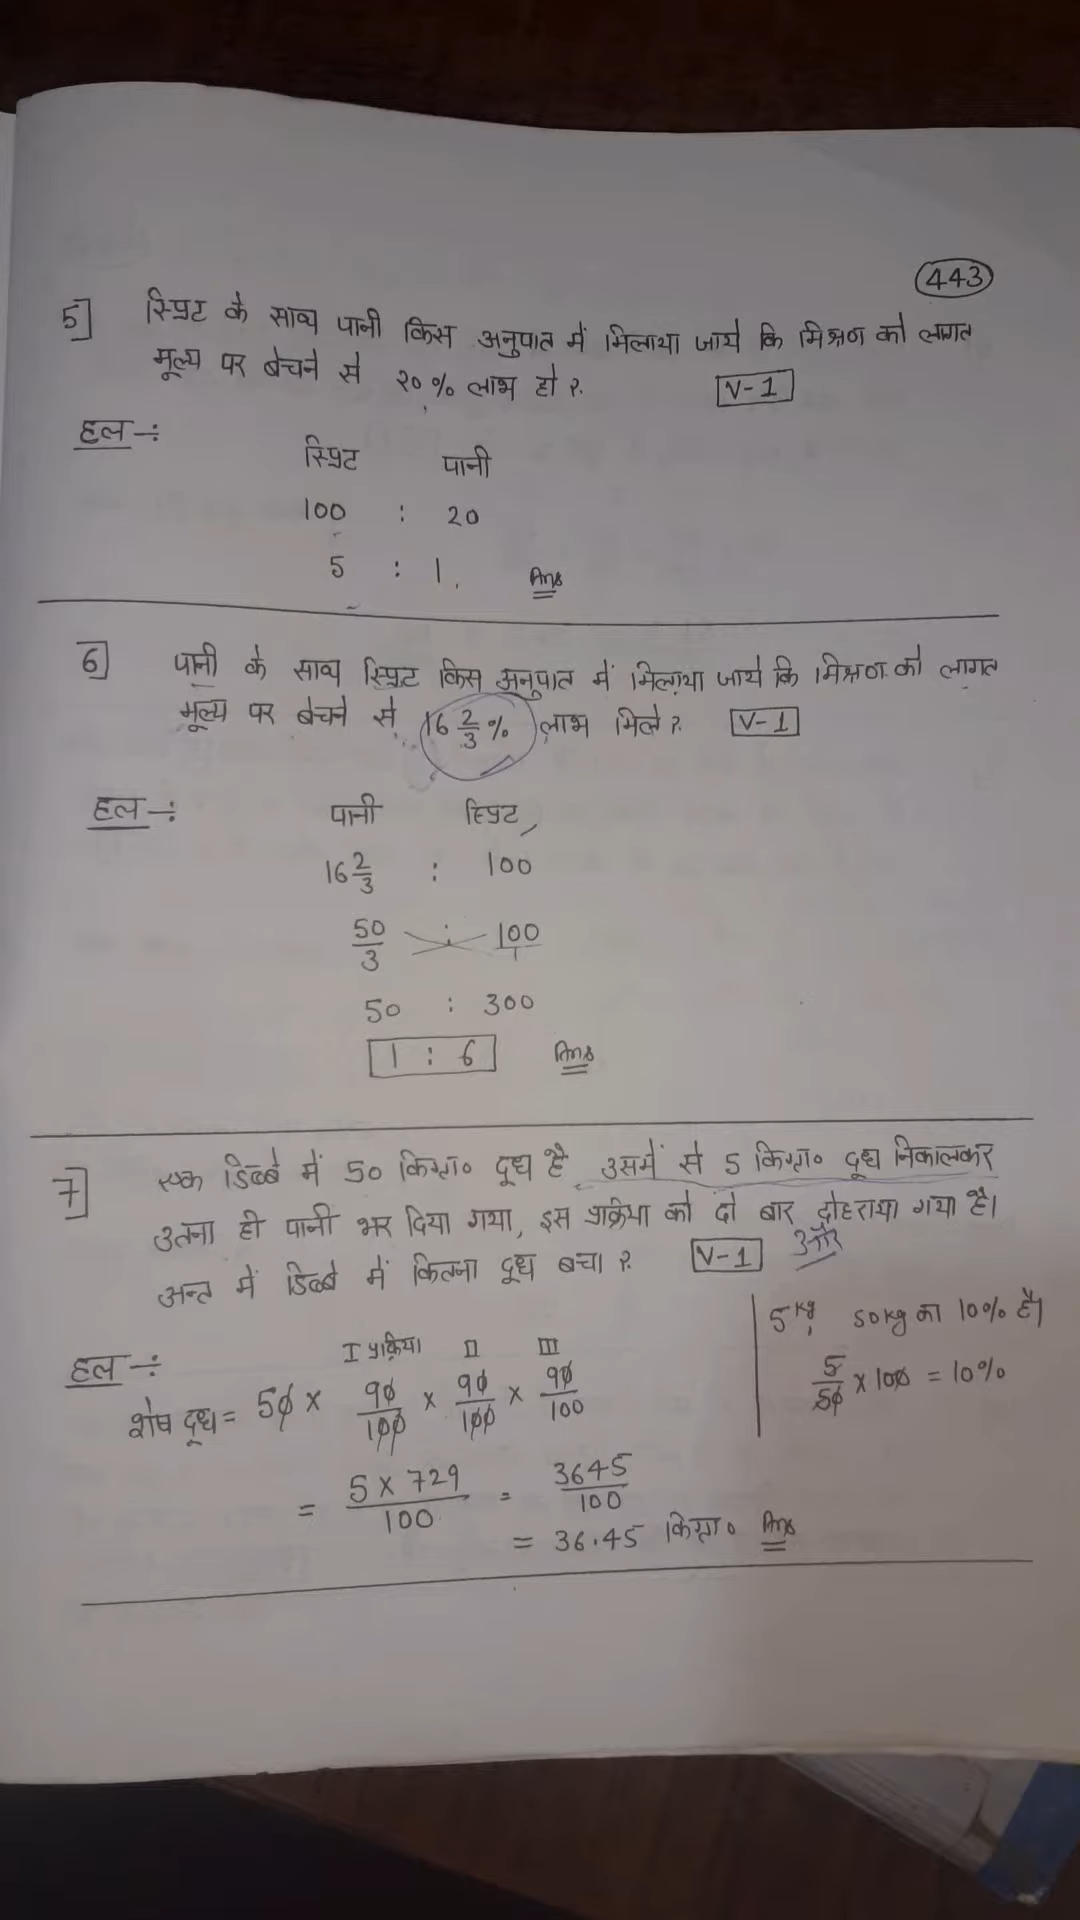 443
5] स्प्रिट के साथ पानी किस अनुपात में मिलाया जाये कि मिश्रण को लागत
मूल्य पर बेचने से 20% लाभ हो ?. V-1
हल -:
स्प्रिट पानी
100 : 20
5 : 1. Ans
6] पानी के साथ स्प्रिट किस अनुपात में मिलाया जाये कि मिश्रण को लागत
मूल्य पर बेचने से 16 2/3 % लाभ मिले ?. V-1
हल -:
पानी स्प्रिट
16 2/3 : 100
50/3 : 100/1
50 : 300
1 : 6 Ans
7] एक डिब्बे में 50 किग्रा० दूध है उसमें से 5 किग्रा० दूध निकालकर
उतना ही पानी भर दिया गया, इस प्रक्रिया को दो बार दोहराया गया है।
और
अन्त में डिब्बे में कितना दूध बचा ?. V-1
5 kg, 50kg का 10% है।
5/50 × 100 = 10%
हल -:
I प्रक्रिया II III
शेष दूध = 50 × 90/100 × 90/100 × 90/100
= 5 × 729/100 = 3645/100
= 36.45 किग्रा० Ans